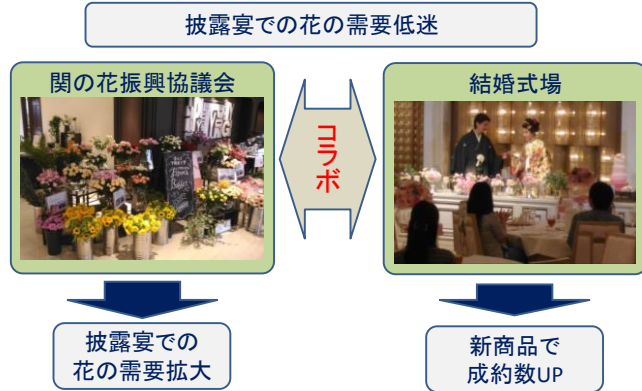 披露宴での花の需要低迷
関の花振興協議会
結婚式場
コラボ
披露宴での
花の需要拡大
新商品で
成約数UP